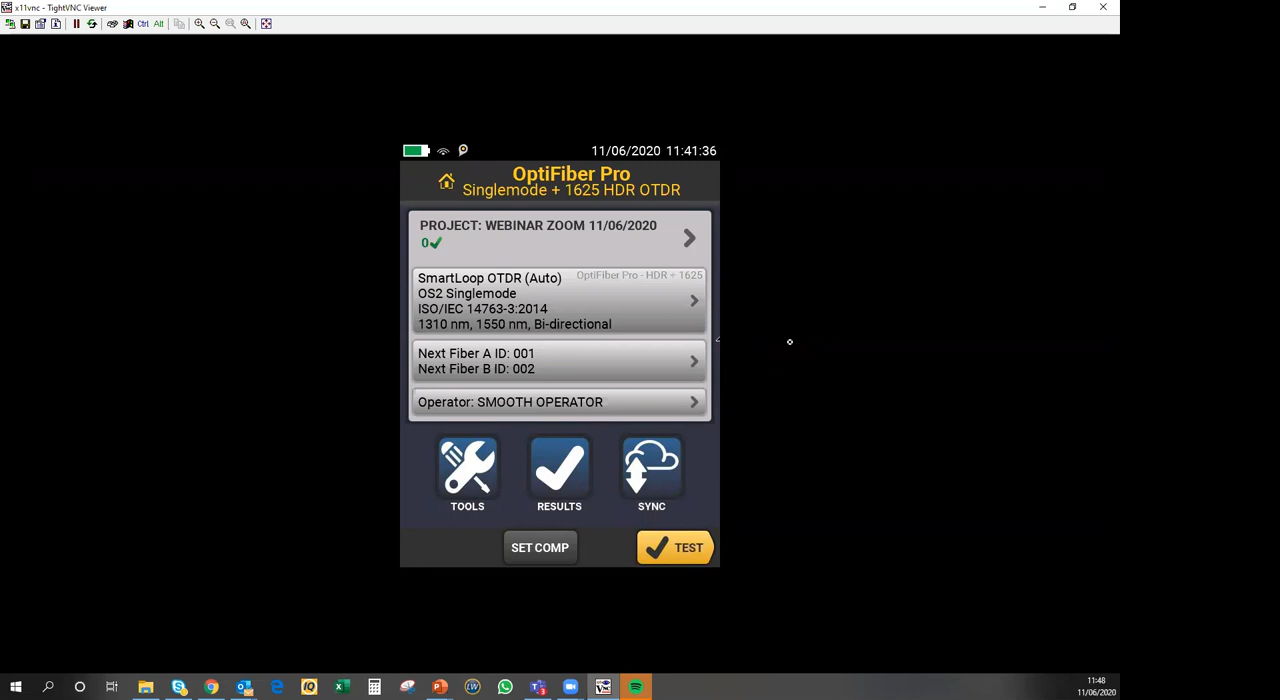 x11vnc - TightVNC Viewer
Ctrl Alt
11/06/2020 11:41:36
OptiFiber Pro
Singlemode + 1625 HDR OTDR
PROJECT: WEBINAR ZOOM 11/06/2020
0
OptiFiber Pro - HDR + 1625
SmartLoop OTDR (Auto)
OS2 Singlemode
ISO/IEC 14763-3:2014
1310 nm, 1550 nm, Bi-directional
Next Fiber A ID: 001
Next Fiber B ID: 002
Operator: SMOOTH OPERATOR
TOOLS
RESULTS
SYNC
SET COMP
TEST
11:48
11/06/2020